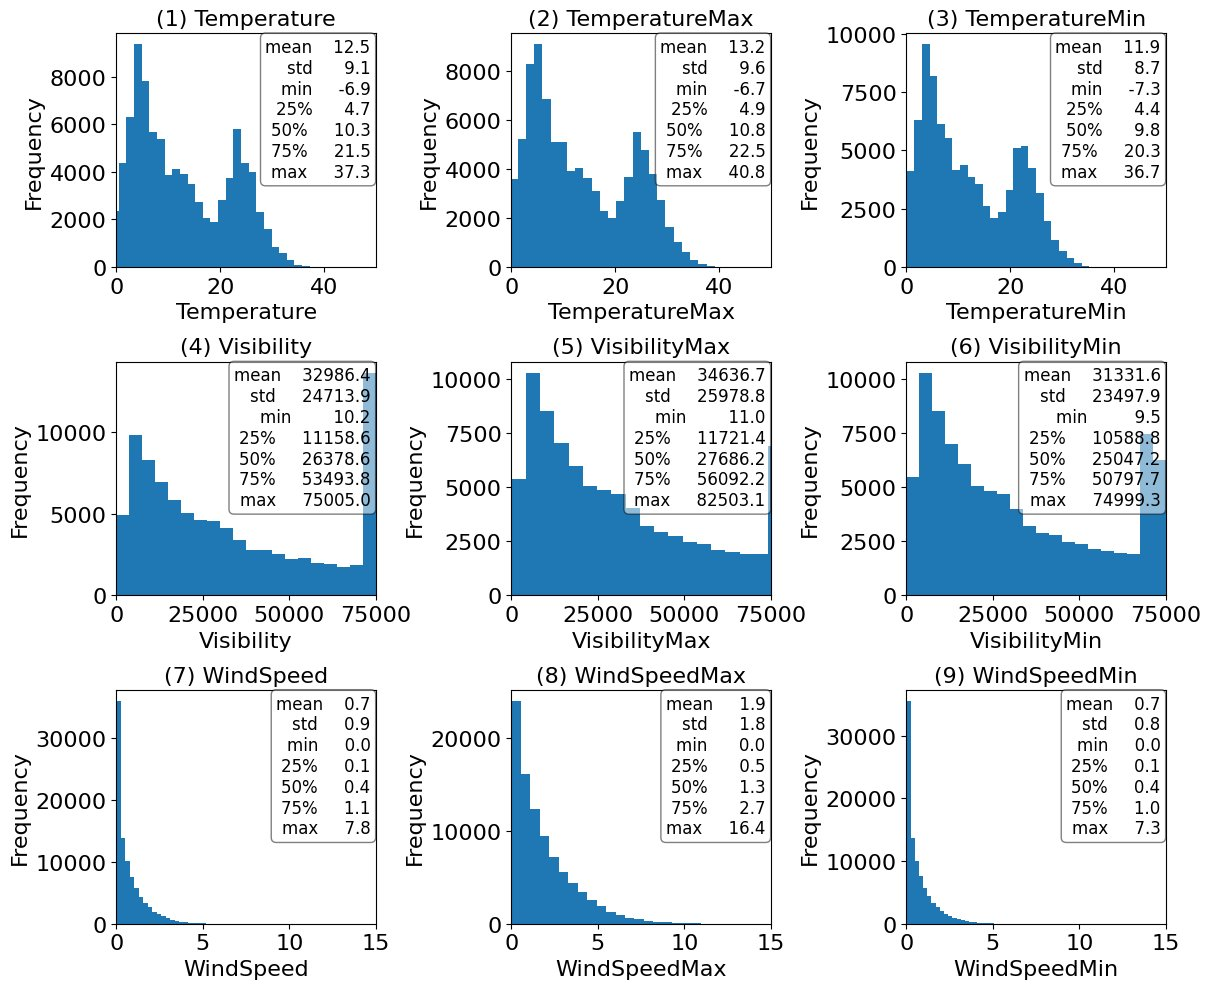 (1) Temperature
Frequency
8000
6000
4000
2000
0
mean 12.5
std 9.1
min -6.9
25% 4.7
50% 10.3
75% 21.5
max 37.3
0 20 40
Temperature
(2) TemperatureMax
Frequency
8000
6000
4000
2000
0
mean 13.2
std 9.6
min -6.7
25% 4.9
50% 10.8
75% 22.5
max 40.8
0 20 40
TemperatureMax
(3) TemperatureMin
Frequency
10000
7500
5000
2500
0
mean 11.9
std 8.7
min -7.3
25% 4.4
50% 9.8
75% 20.3
max 36.7
0 20 40
TemperatureMin
(4) Visibility
Frequency
10000
5000
0
mean 32986.4
std 24713.9
min 10.2
25% 11158.6
50% 26378.6
75% 53493.8
max 75005.0
0 25000 50000 75000
Visibility
(5) VisibilityMax
Frequency
10000
7500
5000
2500
0
mean 34636.7
std 25978.8
min 11.0
25% 11721.4
50% 27686.2
75% 56092.2
max 82503.1
0 25000 50000 75000
VisibilityMax
(6) VisibilityMin
Frequency
10000
7500
5000
2500
0
mean 31331.6
std 23497.9
min 9.5
25% 10588.8
50% 25047.2
75% 50797.7
max 74999.3
0 25000 50000 75000
VisibilityMin
(7) WindSpeed
Frequency
30000
20000
10000
0
mean 0.7
std 0.9
min 0.0
25% 0.1
50% 0.4
75% 1.1
max 7.8
0 5 10 15
WindSpeed
(8) WindSpeedMax
Frequency
20000
10000
0
mean 1.9
std 1.8
min 0.0
25% 0.5
50% 1.3
75% 2.7
max 16.4
0 5 10 15
WindSpeedMax
(9) WindSpeedMin
Frequency
30000
20000
10000
0
mean 0.7
std 0.8
min 0.0
25% 0.1
50% 0.4
75% 1.0
max 7.3
0 5 10 15
WindSpeedMin